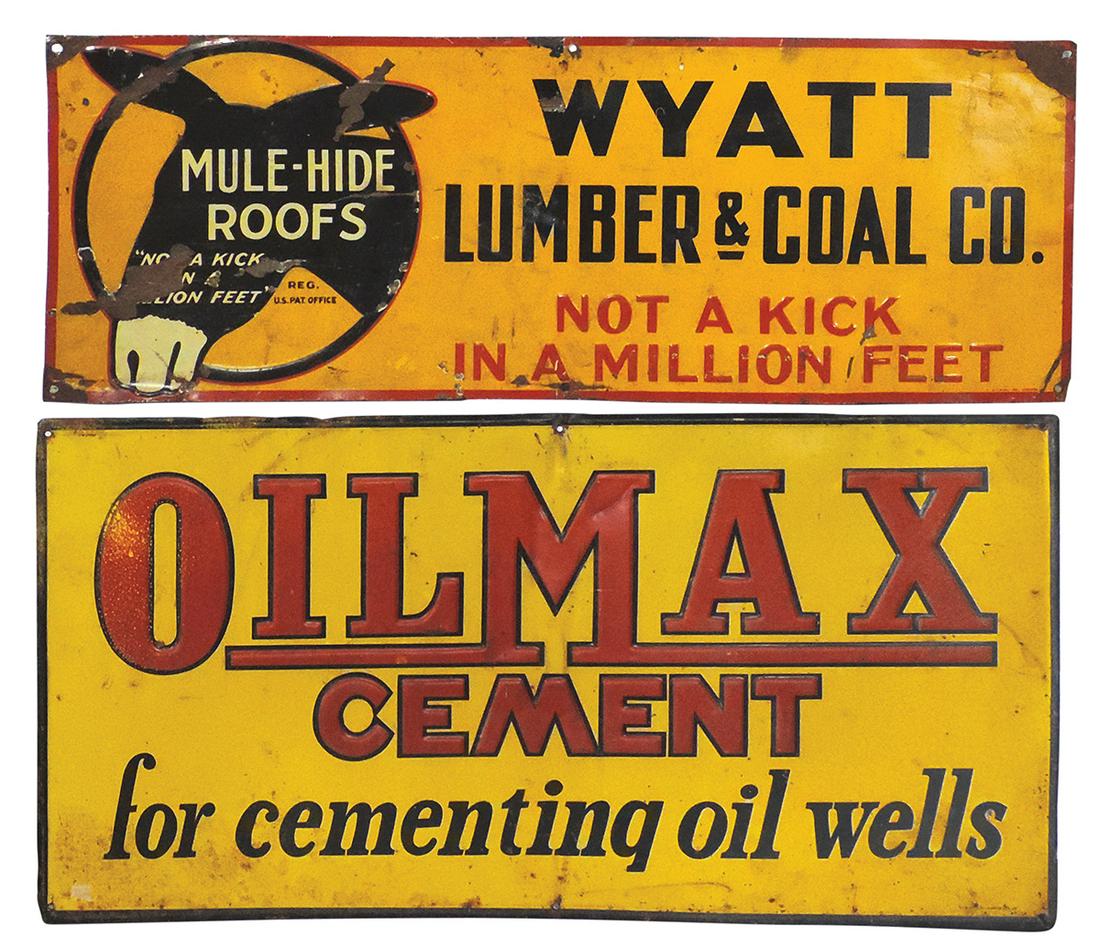 MULE-HIDE
ROOFS
A KICK
FEET"
REG.
U.S. PAT. OFFICE
WYATT
LUMBER & COAL CO.
NOT A KICK
IN A MILLION FEET
OILMAX
CEMENT
for cementing oil wells